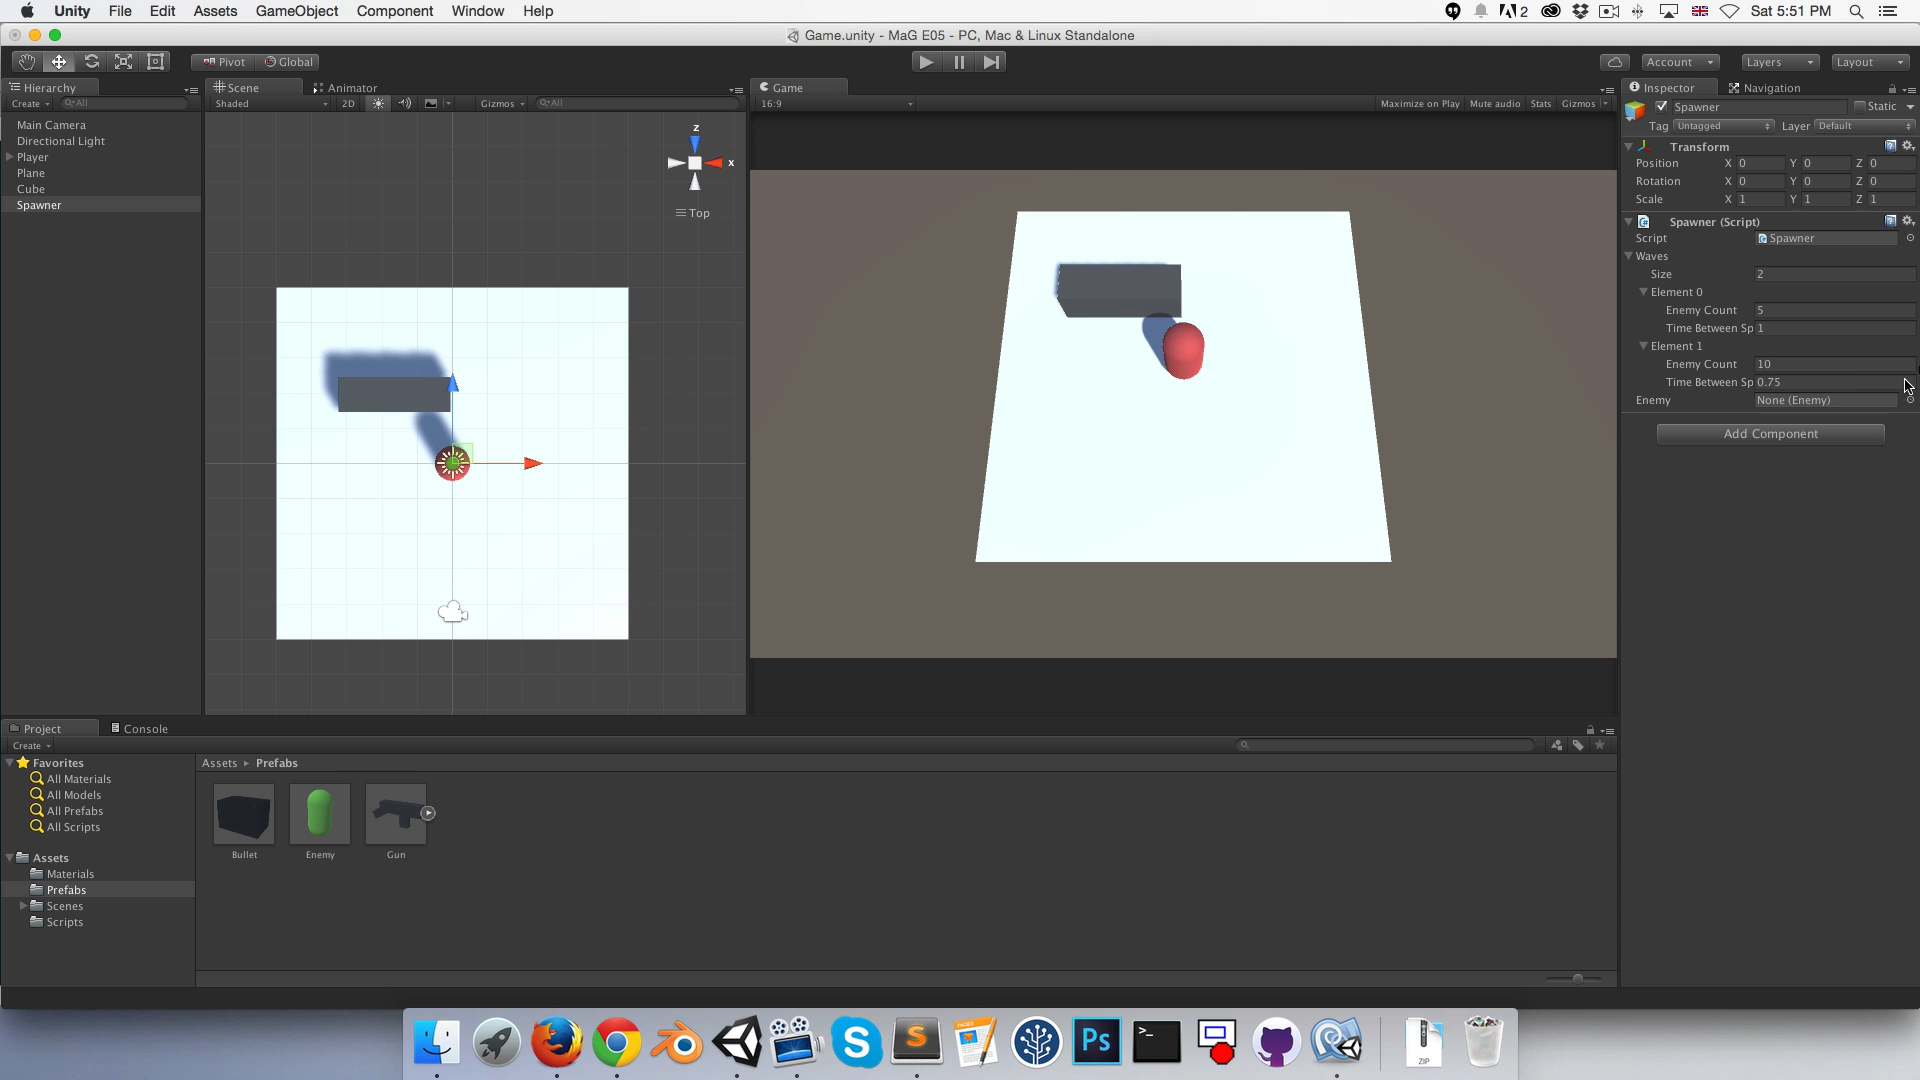 Unity File Edit Assets GameObject Component Window Help
2 Sat 5:51 PM
Game.unity - MaG E05 - PC, Mac & Linux Standalone
Pivot Global
Account Layers Layout
Hierarchy
Create All
Main Camera
Directional Light
Player
Plane
Cube
Spawner
Scene Animator
Shaded 2D Gizmos All
z
x
Top
Game
16:9 Maximize on Play Mute audio Stats Gizmos
Inspector Navigation
Spawner Static
Tag Untagged Layer Default
Transform
Position X 0 Y 0 Z 0
Rotation X 0 Y 0 Z 0
Scale X 1 Y 1 Z 1
Spawner (Script)
Script Spawner
Waves
Size 2
Element 0
Enemy Count 5
Time Between Sp 1
Element 1
Enemy Count 10
Time Between Sp 0.75
Enemy None (Enemy)
Add Component
Project Console
Create
Favorites
All Materials
All Models
All Prefabs
All Scripts
Assets
Materials
Prefabs
Scenes
Scripts
Assets Prefabs
Bullet Enemy Gun
S S PAGES Ps >_ ZIP